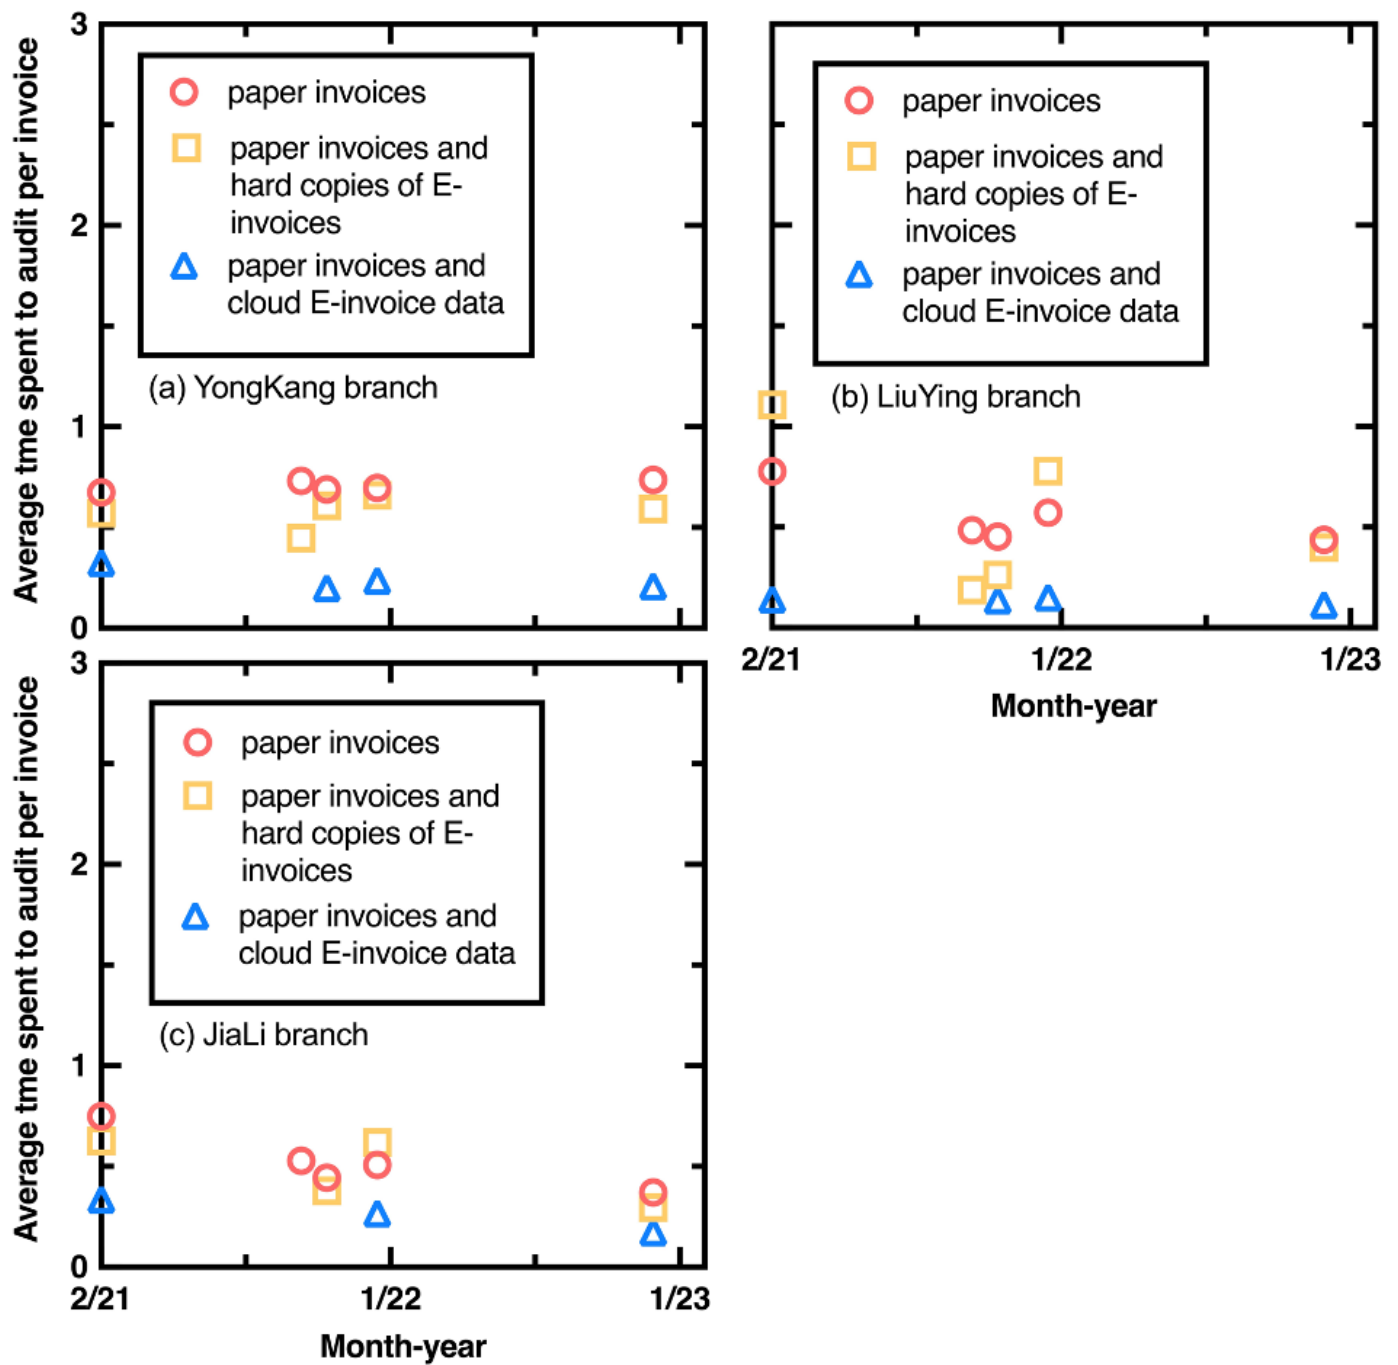 3
2
1
0
Average tme spent to audit per invoice
paper invoices
paper invoices and
hard copies of E-
invoices
paper invoices and
cloud E-invoice data
(a) YongKang branch
paper invoices
paper invoices and
hard copies of E-
invoices
paper invoices and
cloud E-invoice data
(b) LiuYing branch
2/21
1/22
1/23
Month-year
3
2
1
0
Average tme spent to audit per invoice
paper invoices
paper invoices and
hard copies of E-
invoices
paper invoices and
cloud E-invoice data
(c) JiaLi branch
2/21
1/22
1/23
Month-year